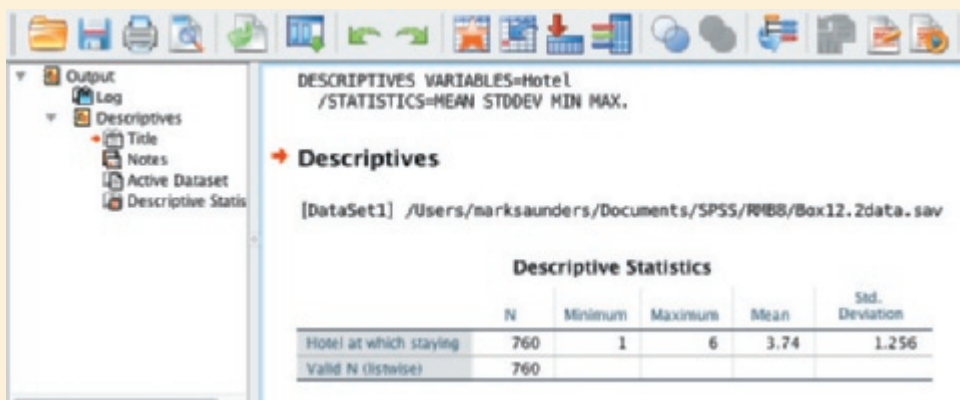 Output
Log
Descriptives
Title
Notes
Active Dataset
Descriptive Statis
DESCRIPTIVES VARIABLES=Hotel
/STATISTICS=MEAN STDDEV MIN MAX.
Descriptives
[DataSet1] /Users/marksaunders/Documents/SPSS/RMB8/Box12.2data.sav
Descriptive Statistics
N Minimum Maximum Mean Std. Deviation
Hotel at which staying 760 1 6 3.74 1.256
Valid N (listwise) 760